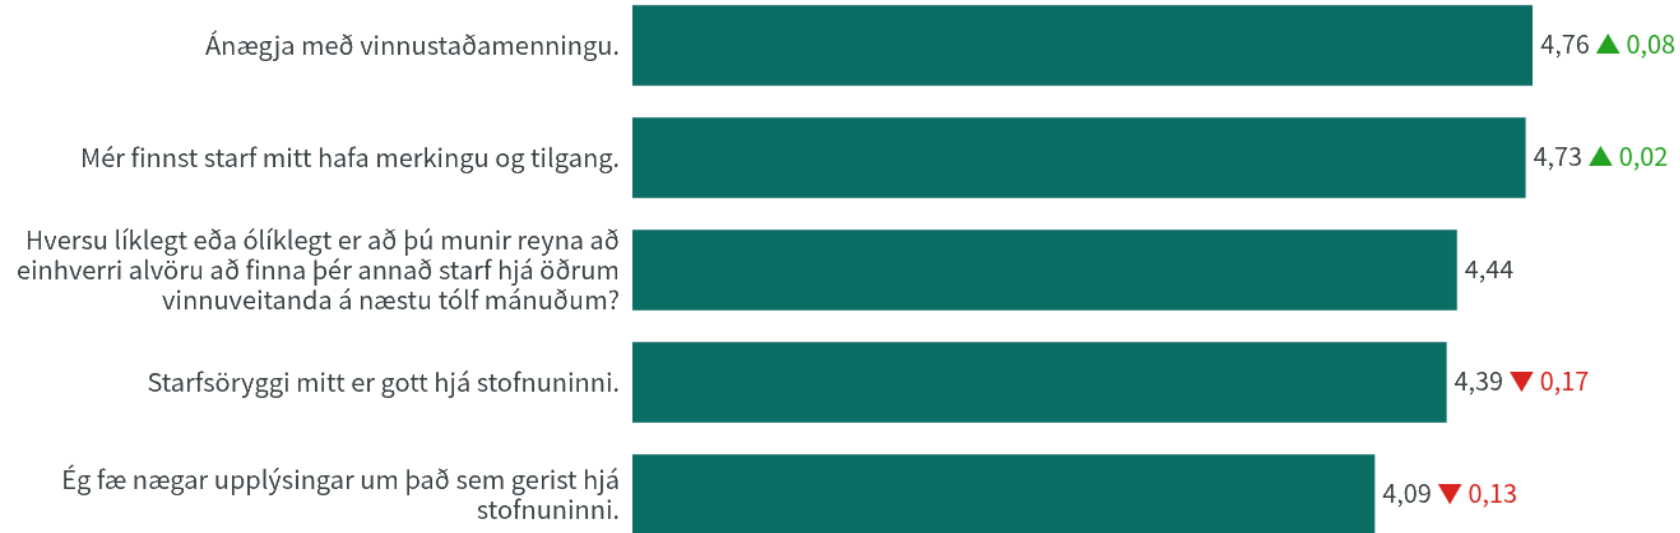 Ánægja með vinnustaðamenningu.
4,76 ▲ 0,08
Mér finnst starf mitt hafa merkingu og tilgang.
4,73 ▲ 0,02
Hversu líklegt eða ólíklegt er að þú munir reyna að
einhverri alvöru að finna þér annað starf hjá öðrum
vinnuveitanda á næstu tólf mánuðum?
4,44
Starfsöryggi mitt er gott hjá stofnuninni.
4,39 ▼ 0,17
Ég fæ nægar upplýsingar um það sem gerist hjá
stofnuninni.
4,09 ▼ 0,13